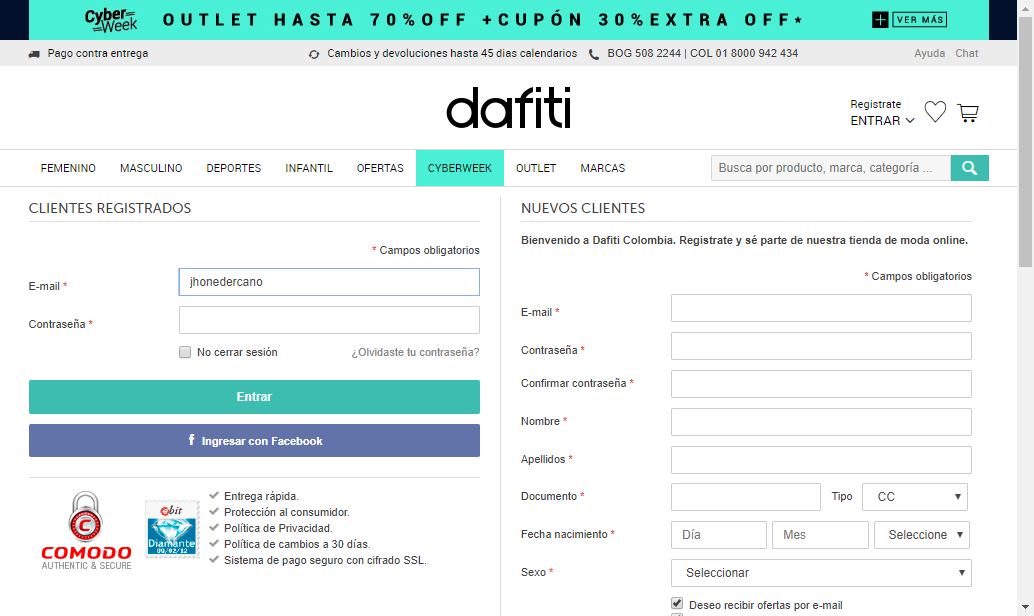 Cyber Week OUTLET HASTA 70%OFF +CUPÓN 30%EXTRA OFF* VER MÁS
Pago contra entrega Cambios y devoluciones hasta 45 dias calendarios BOG 508 2244 | COL 01 8000 942 434 Ayuda Chat
dafiti
Registrate
ENTRAR
FEMENINO MASCULINO DEPORTES INFANTIL OFERTAS CYBERWEEK OUTLET MARCAS Busca por producto, marca, categoría ...
CLIENTES REGISTRADOS
* Campos obligatorios
E-mail * jhonedercano
Contraseña *
No cerrar sesión ¿Olvidaste tu contraseña?
Entrar
f Ingresar con Facebook
COMODO
AUTHENTIC & SECURE
ebit
Diamante
09/02/12
Entrega rápida.
Protección al consumidor.
Política de Privacidad.
Política de cambios a 30 días.
Sistema de pago seguro con cifrado SSL.
NUEVOS CLIENTES
Bienvenido a Dafiti Colombia. Registrate y sé parte de nuestra tienda de moda online.
* Campos obligatorios
E-mail *
Contraseña *
Confirmar contraseña *
Nombre *
Apellidos *
Documento * Tipo CC
Fecha nacimiento * Día Mes Seleccione
Sexo * Seleccionar
Deseo recibir ofertas por e-mail